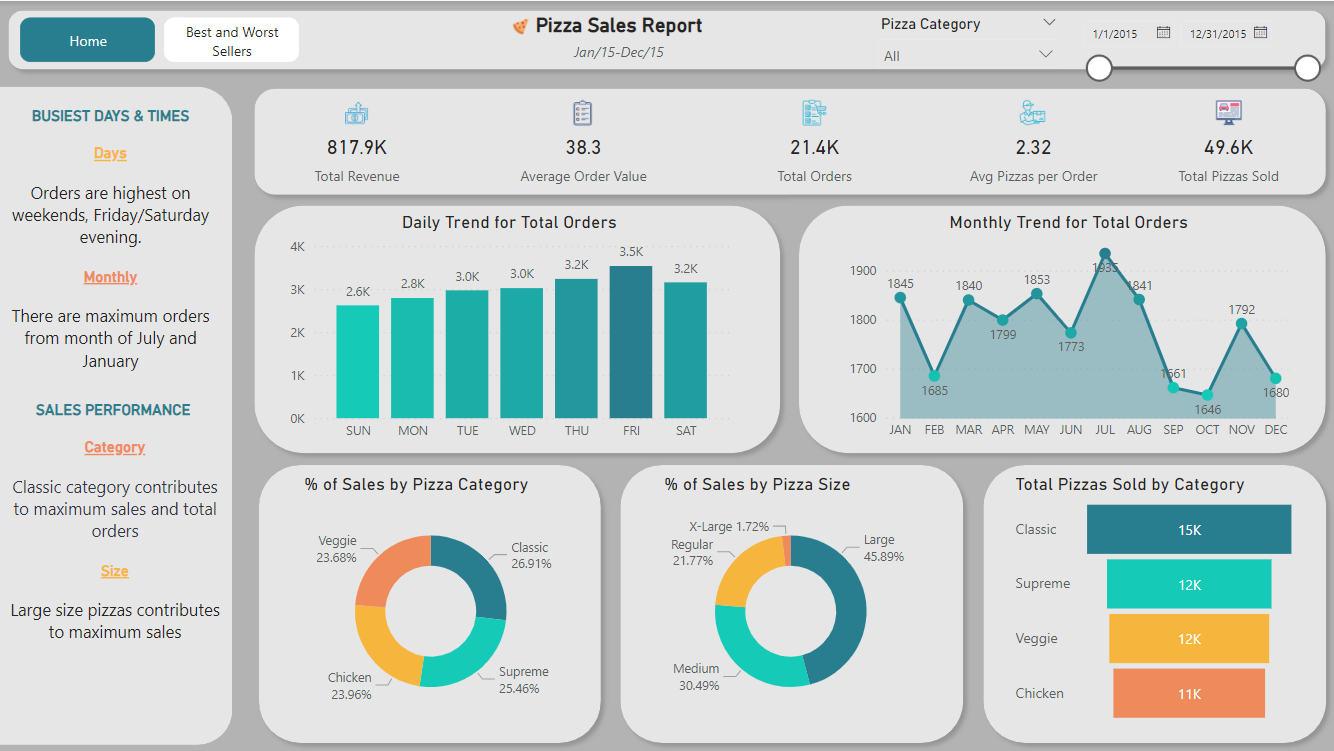 Home
Best and Worst
Sellers
Pizza Sales Report
Jan/15-Dec/15
Pizza Category
All
1/1/2015
12/31/2015
BUSIEST DAYS & TIMES
Days
Orders are highest on
weekends, Friday/Saturday
evening.
Monthly
There are maximum orders
from month of July and
January
SALES PERFORMANCE
Category
Classic category contributes
to maximum sales and total
orders
Size
Large size pizzas contributes
to maximum sales
817.9K
Total Revenue
38.3
Average Order Value
21.4K
Total Orders
2.32
Avg Pizzas per Order
49.6K
Total Pizzas Sold
Daily Trend for Total Orders
4K
3K
2K
1K
0K
2.6K
2.8K
3.0K
3.0K
3.2K
3.5K
3.2K
SUN MON TUE WED THU FRI SAT
Monthly Trend for Total Orders
1900
1800
1700
1600
1845
1685
1840
1799
1853
1773
1935
1841
1661
1646
1792
1680
JAN FEB MAR APR MAY JUN JUL AUG SEP OCT NOV DEC
% of Sales by Pizza Category
Veggie
23.68%
Classic
26.91%
Chicken
23.96%
Supreme
25.46%
% of Sales by Pizza Size
X-Large 1.72%
Regular
21.77%
Large
45.89%
Medium
30.49%
Total Pizzas Sold by Category
Classic 15K
Supreme 12K
Veggie 12K
Chicken 11K